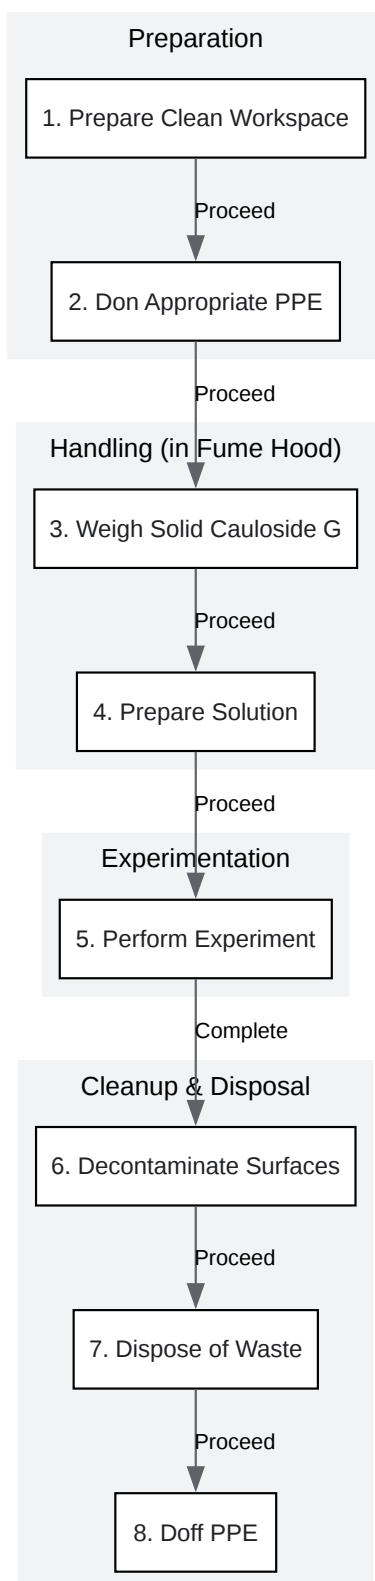 Preparation
1. Prepare Clean Workspace
Proceed
2. Don Appropriate PPE
Proceed
Handling (in Fume Hood)
3. Weigh Solid Cauloside G
Proceed
4. Prepare Solution
Proceed
Experimentation
5. Perform Experiment
Complete
Cleanup & Disposal
6. Decontaminate Surfaces
Proceed
7. Dispose of Waste
Proceed
8. Doff PPE